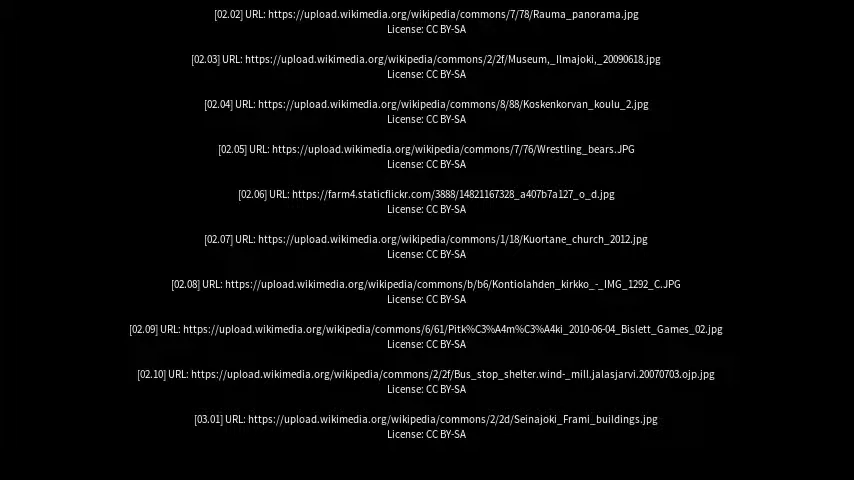 [02.02] URL: https://upload.wikimedia.org/wikipedia/commons/7/78/Rauma_panorama.jpg
License: CC BY-SA
[02.03] URL: https://upload.wikimedia.org/wikipedia/commons/2/2f/Museum,_Ilmajoki,_20090618.jpg
License: CC BY-SA
[02.04] URL: https://upload.wikimedia.org/wikipedia/commons/8/88/Koskenkorvan_koulu_2.jpg
License: CC BY-SA
[02.05] URL: https://upload.wikimedia.org/wikipedia/commons/7/76/Wrestling_bears.JPG
License: CC BY-SA
[02.06] URL: https://farm4.staticflickr.com/3888/14821167328_a407b7a127_o_d.jpg
License: CC BY-SA
[02.07] URL: https://upload.wikimedia.org/wikipedia/commons/1/18/Kuortane_church_2012.jpg
License: CC BY-SA
[02.08] URL: https://upload.wikimedia.org/wikipedia/commons/b/b6/Kontiolahden_kirkko_-_IMG_1292_C.JPG
License: CC BY-SA
[02.09] URL: https://upload.wikimedia.org/wikipedia/commons/6/61/Pitk%C3%A4m%C3%A4ki_2010-06-04_Bislett_Games_02.jpg
License: CC BY-SA
[02.10] URL: https://upload.wikimedia.org/wikipedia/commons/2/2f/Bus_stop_shelter.wind-_mill.jalasjarvi.20070703.ojp.jpg
License: CC BY-SA
[03.01] URL: https://upload.wikimedia.org/wikipedia/commons/2/2d/Seinajoki_Frami_buildings.jpg
License: CC BY-SA